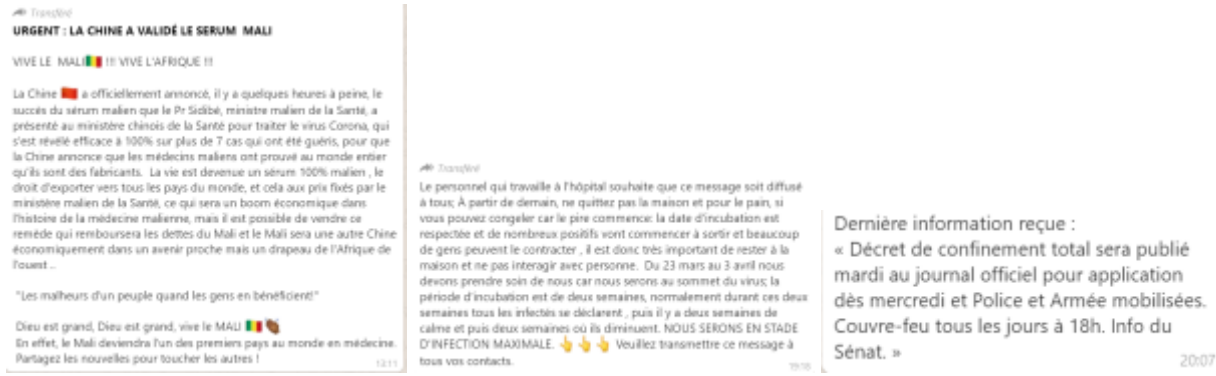 Transféré
URGENT : LA CHINE A VALIDÉ LE SERUM MALI
VIVE LE MALI🇲🇱 !!! VIVE L'AFRIQUE !!!
La Chine 🇨🇳 a officiellement annoncé, il y a quelques heures à peine, le
succés du sérum malien que le Pr Sidibé, ministre malien de la Santé, a
présenté au ministère chinois de la Santé pour traiter le virus Corona, qui
s'est révélé efficace à 100% sur plus de 7 cas qui ont été guéris, pour que
la Chine annonce que les médecins maliens ont prouvé au monde entier
qu'ils sont des fabricants. La vie est devenue un sérum 100% malien , le
droit d'exporter vers tous les pays du monde, et cela aux prix fixés par le
ministère malien de la Santé, ce qui sera un boom économique dans
l'histoire de la médecine malienne, mais il est possible de vendre ce
remède qui remboursera les dettes du Mali et le Mali sera une autre Chine
économiquement dans un avenir proche mais un drapeau de l'Afrique de
l'ouest ..
"Les malheurs d'un peuple quand les gens en bénéficient!"
Dieu est grand, Dieu est grand, vive le MALI 🇲🇱
En effet, le Mali deviendra l'un des premiers pays au monde en médecine.
Partagez les nouvelles pour toucher les autres !
13:11
Transféré
Le personnel qui travaille à l'hôpital souhaite que ce message soit diffusé
à tous; À partir de demain, ne quittez pas la maison et pour le pain, si
vous pouvez congeler car le pire commence: la date d'incubation est
respectée et de nombreux positifs vont commencer à sortir et beaucoup
de gens peuvent le contracter , il est donc très important de rester à la
maison et ne pas interagir avec personne. Du 23 mars au 3 avril nous
devons prendre soin de nous car nous serons au sommet du virus; la
période d'incubation est de deux semaines, normalement durant ces deux
semaines tous les infectés se déclarent , puis il y a deux semaines de
calme et puis deux semaines où ils diminuent. NOUS SERONS EN STADE
D'INFECTION MAXIMALE. 👆👆👆 Veuillez transmettre ce message à
tous vos contacts.
19:16
Dernière information reçue :
« Décret de confinement total sera publié
mardi au journal officiel pour application
dès mercredi et Police et Armée mobilisées.
Couvre-feu tous les jours à 18h. Info du
Sénat. »
20:07